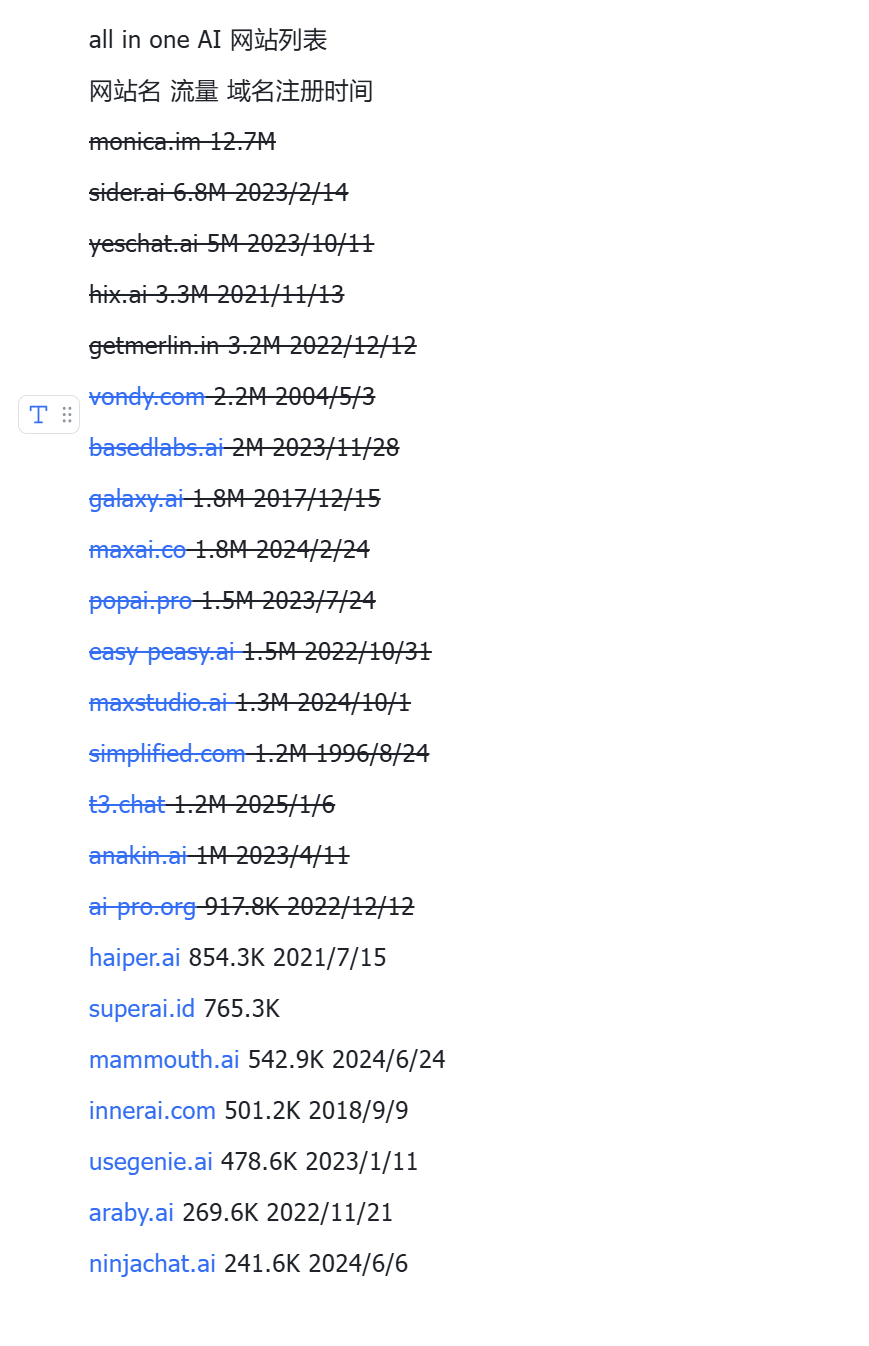 all in one AI 网站列表
网站名 流量 域名注册时间
monica.im 12.7M
sider.ai 6.8M 2023/2/14
yeschat.ai 5M 2023/10/11
hix.ai 3.3M 2021/11/13
getmerlin.in 3.2M 2022/12/12
vondy.com 2.2M 2004/5/3
basedlabs.ai 2M 2023/11/28
galaxy.ai 1.8M 2017/12/15
maxai.co 1.8M 2024/2/24
popai.pro 1.5M 2023/7/24
easy-peasy.ai 1.5M 2022/10/31
maxstudio.ai 1.3M 2024/10/1
simplified.com 1.2M 1996/8/24
t3.chat 1.2M 2025/1/6
anakin.ai 1M 2023/4/11
ai-pro.org 917.8K 2022/12/12
haiper.ai 854.3K 2021/7/15
superai.id 765.3K
mammouth.ai 542.9K 2024/6/24
innerai.com 501.2K 2018/9/9
usegenie.ai 478.6K 2023/1/11
araby.ai 269.6K 2022/11/21
ninjachat.ai 241.6K 2024/6/6